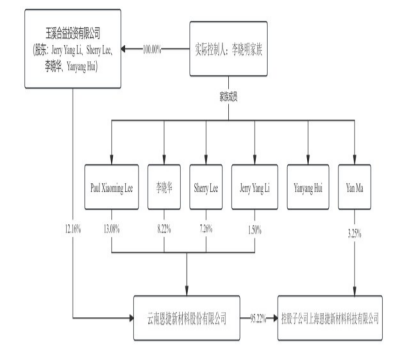 玉溪合益投资有限公司
(股东：Jerry Yang Li、Sherry Lee、
李晓华、Yanyang Hui)
100.00%
实际控制人：李晓明家族
家族成员
Paul Xiaoming Lee
李晓华
Sherry Lee
Jerry Yang Li
Yanyang Hui
Yan Ma
12.16%
13.08%
8.22%
7.26%
1.50%
3.25%
云南恩捷新材料股份有限公司
95.22%
控股子公司上海恩捷新材料科技有限公司